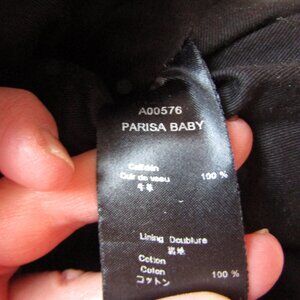 A00576
PARISA BABY
Calfskin
Cuir de veau 100 %
牛革
Lining Doublure
裏地
Cotton
Coton 100 %
コットン